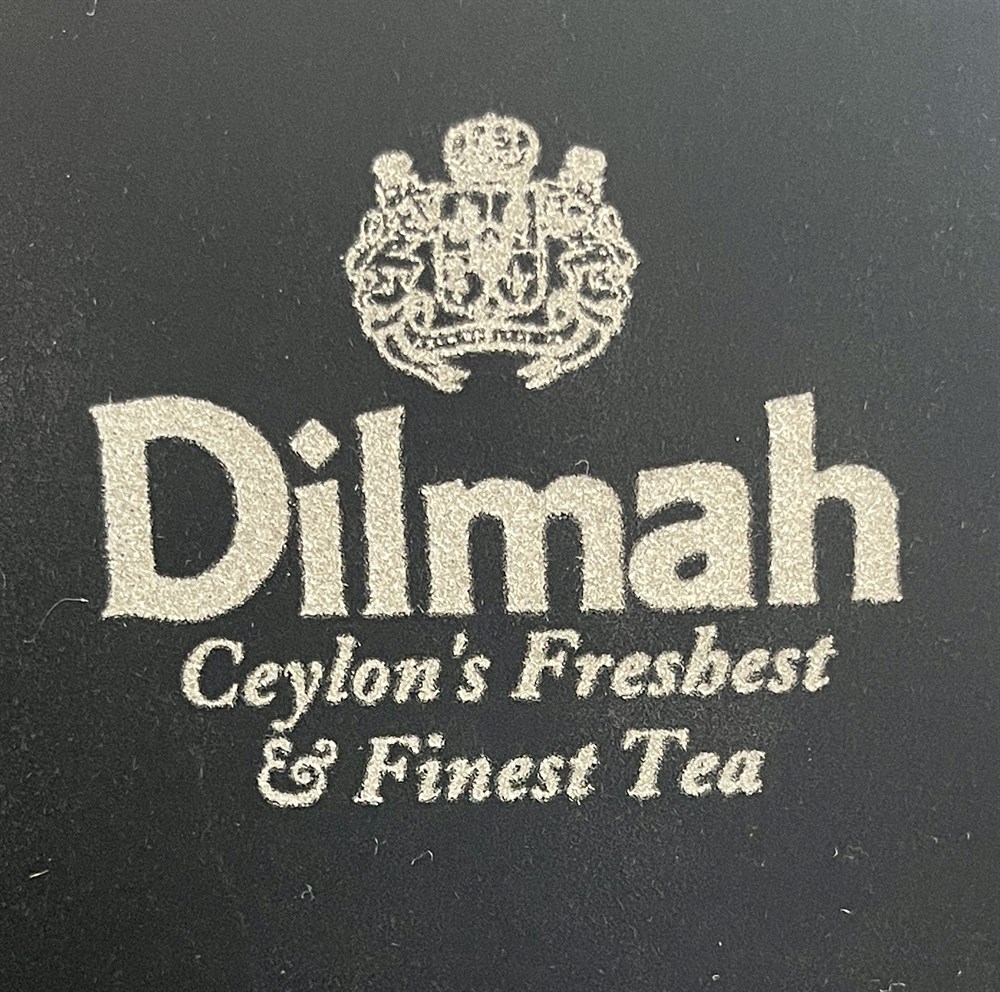 Dilmah
Ceylon's Freshest
& Finest Tea